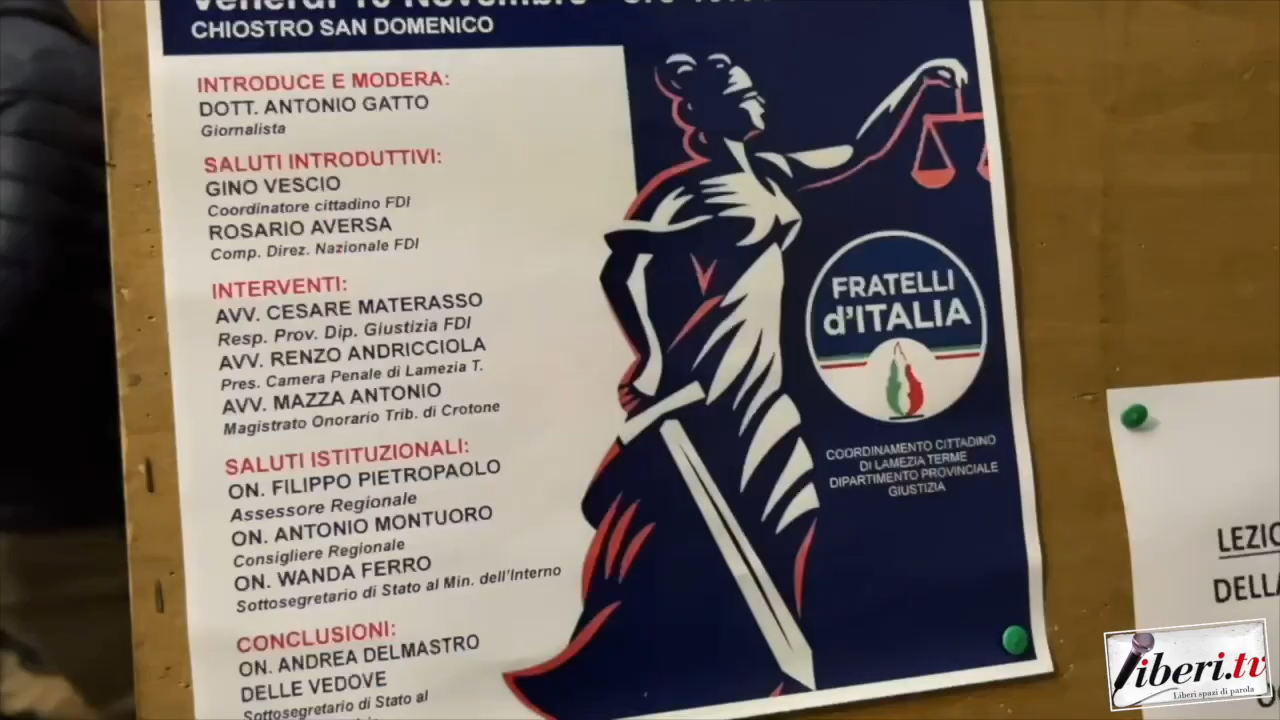 CHIOSTRO SAN DOMENICO
INTRODUCE E MODERA:
DOTT. ANTONIO GATTO
Giornalista
SALUTI INTRODUTTIVI:
GINO VESCIO
Coordinatore cittadino FDI
ROSARIO AVERSA
Comp. Direz. Nazionale FDI
INTERVENTI:
AVV. CESARE MATERASSO
Resp. Prov. Dip. Giustizia FDI
AVV. RENZO ANDRICCIOLA
Pres. Camera Penale di Lamezia T.
AVV. MAZZA ANTONIO
Magistrato Onorario Trib. di Crotone
SALUTI ISTITUZIONALI:
ON. FILIPPO PIETROPAOLO
Assessore Regionale
ON. ANTONIO MONTUORO
Consigliere Regionale
ON. WANDA FERRO
Sottosegretario di Stato al Min. dell'Interno
CONCLUSIONI:
ON. ANDREA DELMASTRO
DELLE VEDOVE
Sottosegretario di Stato al
FRATELLI
d'ITALIA
COORDINAMENTO CITTADINO
DI LAMEZIA TERME
DIPARTIMENTO PROVINCIALE
GIUSTIZIA
LEZIO
DELLA
liberi.tv
Liberi spazi di parola